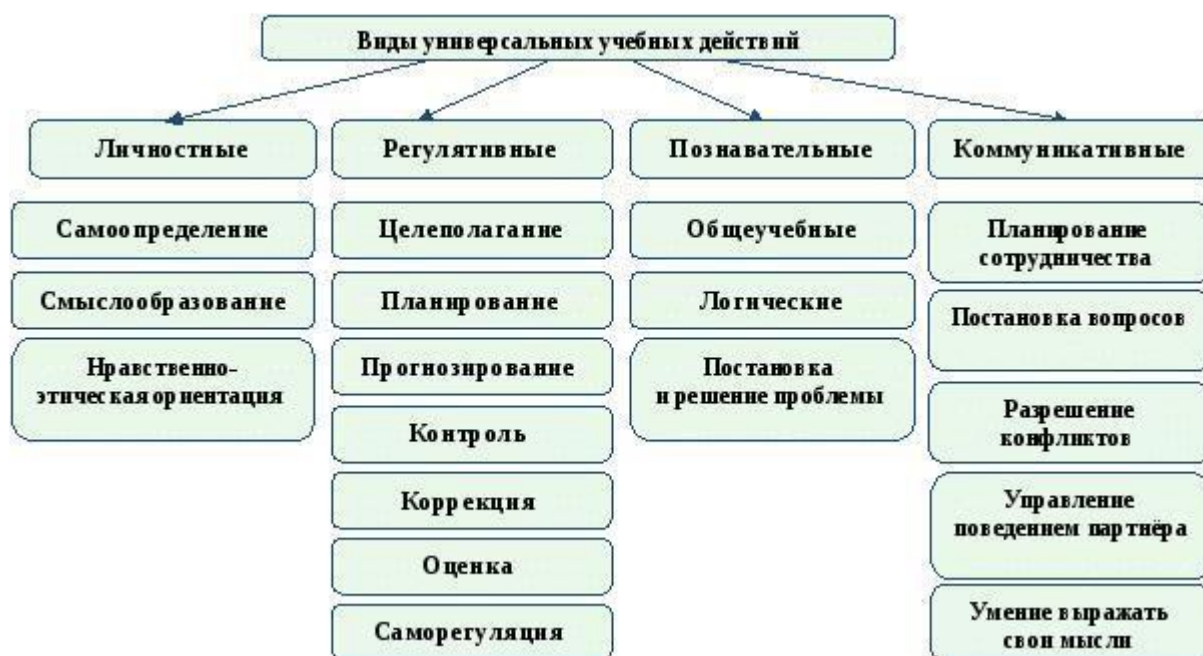 Виды универсальных учебных действий
Личностные
Регулятивные
Познавательные
Коммуникативные
Самоопределение
Целеполагание
Общеучебные
Планирование
сотрудничества
Смыслообразование
Планирование
Логические
Постановка вопросов
Нравственно-
этическая ориентация
Прогнозирование
Постановка
и решение проблемы
Контроль
Разрешение
конфликтов
Коррекция
Управление
поведением партнёра
Оценка
Саморегуляция
Умение выражать
свои мысли